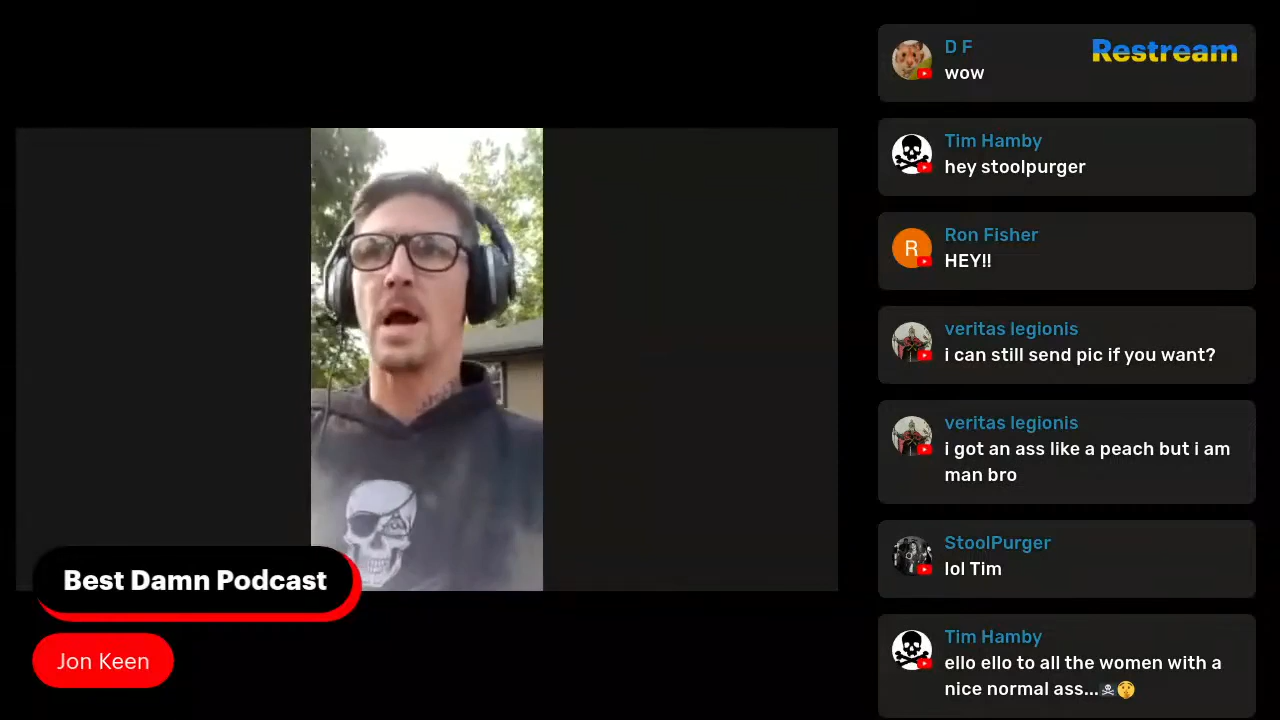 D F
Restream
wow
Tim Hamby
hey stoolpurger
R
Ron Fisher
HEY!!
veritas legionis
i can still send pic if you want?
veritas legionis
i got an ass like a peach but i am
man bro
StoolPurger
lol Tim
Tim Hamby
ello ello to all the women with a
nice normal ass...☠️🤫
Best Damn Podcast
Jon Keen